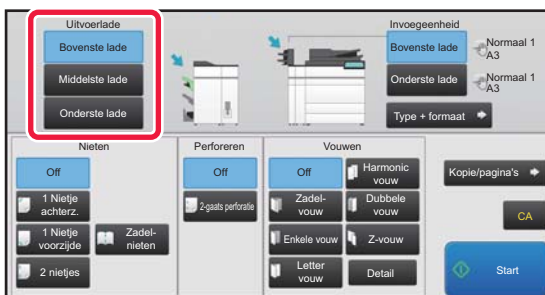 Uitvoerlade
Bovenste lade
Middelste lade
Onderste lade
Invoegeenheid
Bovenste lade
Normaal 1
A3
Onderste lade
Normaal 1
A3
Type + formaat
Nieten
Off
1 Nietje
achterz.
1 Nietje
voorzijde
Zadel-
nieten
2 nietjes
Perforeren
Off
2-gaats perforatie
Vouwen
Off
Harmonic
vouw
Zadel-
vouw
Dubbele
vouw
Enkele vouw
Z-vouw
Letter
vouw
Detail
Kopie/pagina's
CA
Start